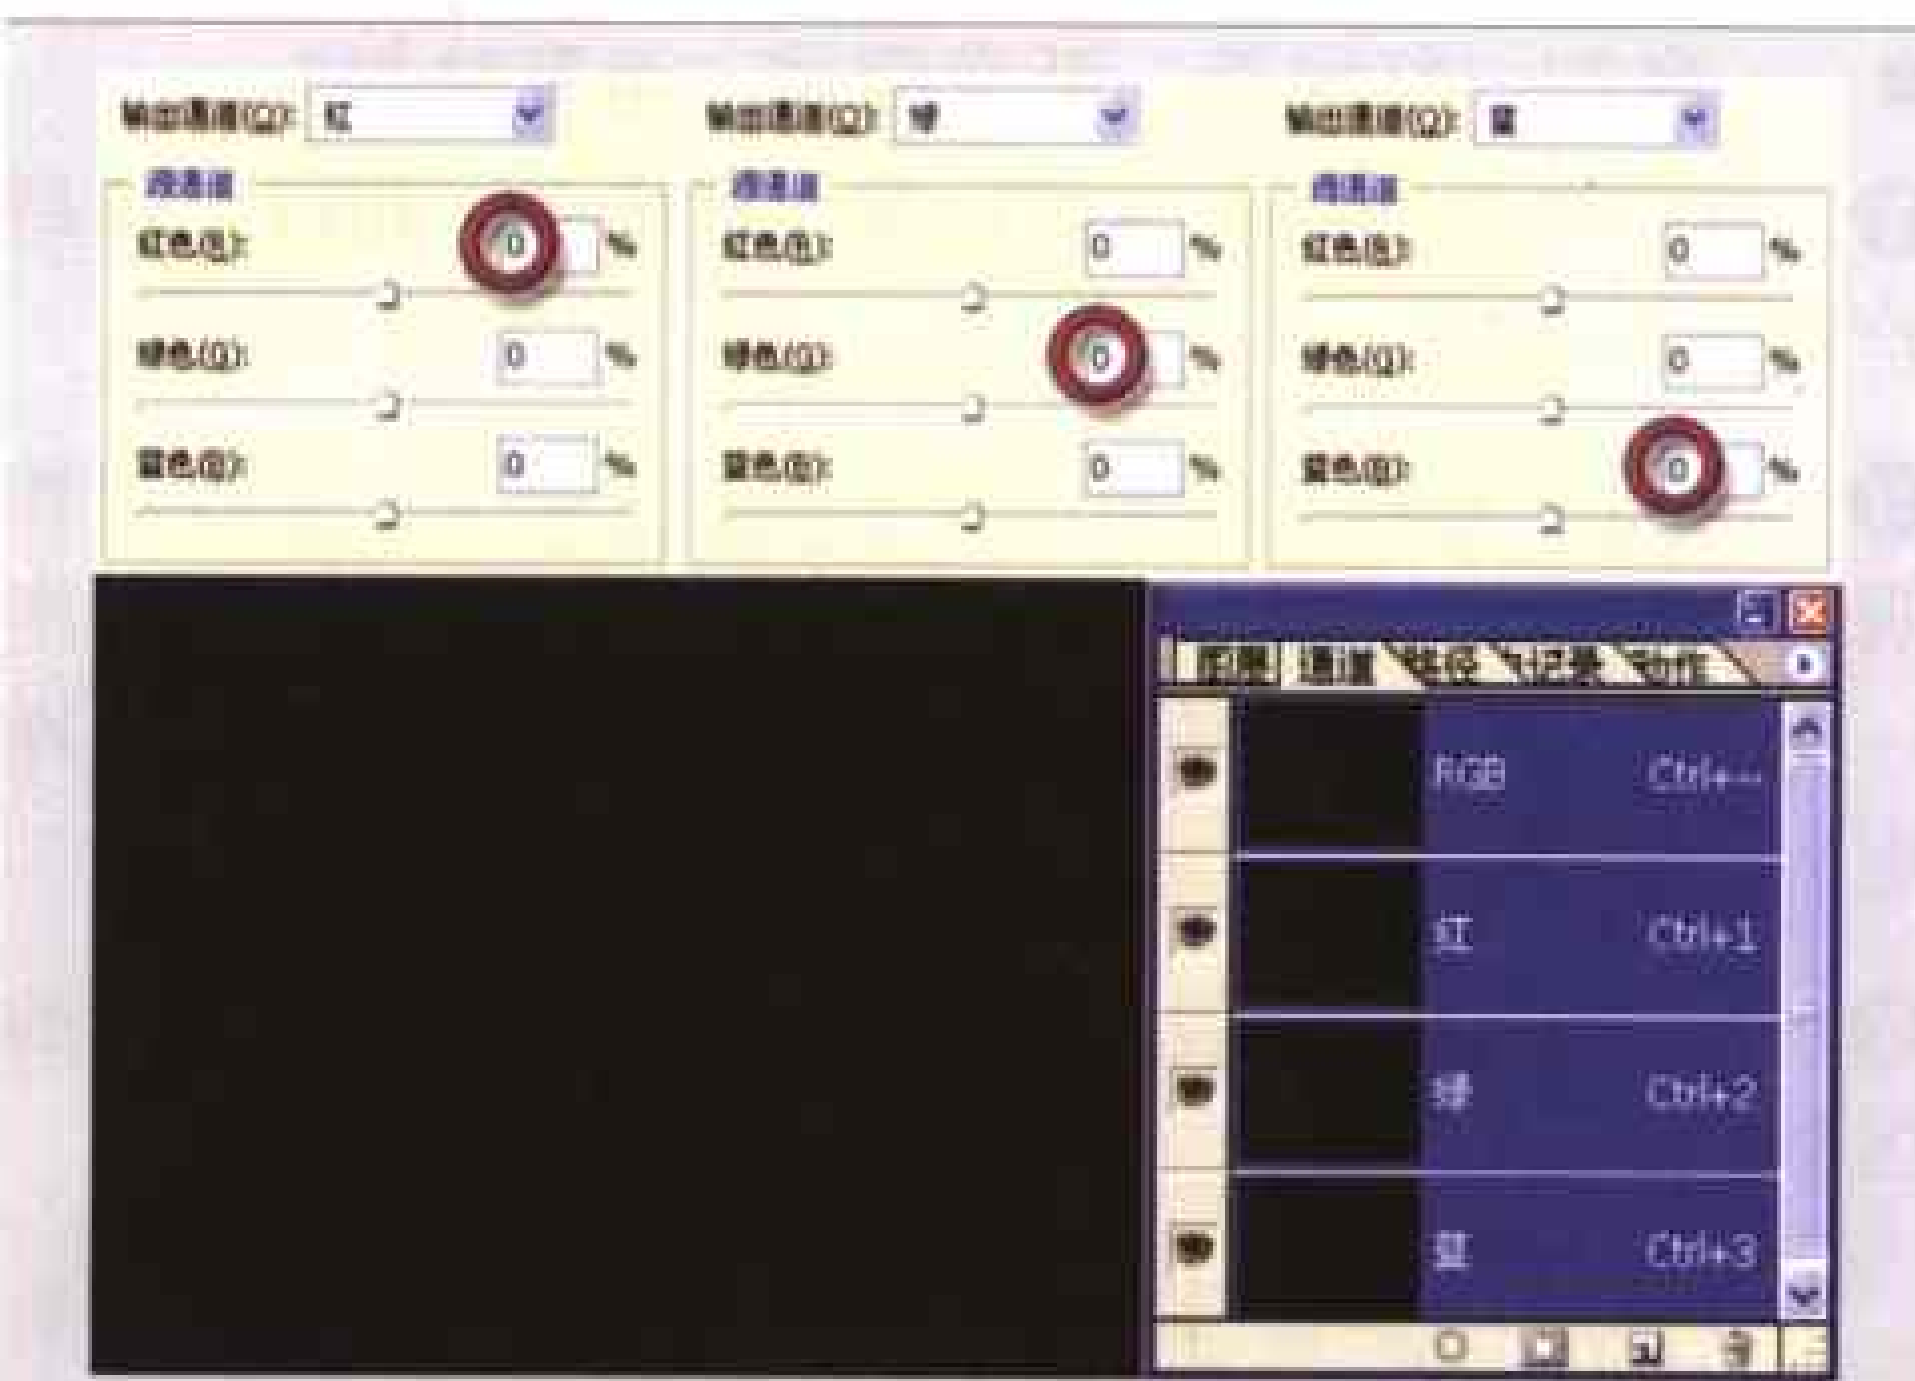 输出通道(O): 红
源通道
红色(R): 0 %
绿色(G): 0 %
蓝色(B): 0 %
输出通道(O): 绿
源通道
红色(R): 0 %
绿色(G): 0 %
蓝色(B): 0 %
输出通道(O): 蓝
源通道
红色(R): 0 %
绿色(G): 0 %
蓝色(B): 0 %
图层 通道 路径 记录 动作
RGB Ctrl+~
红 Ctrl+1
绿 Ctrl+2
蓝 Ctrl+3